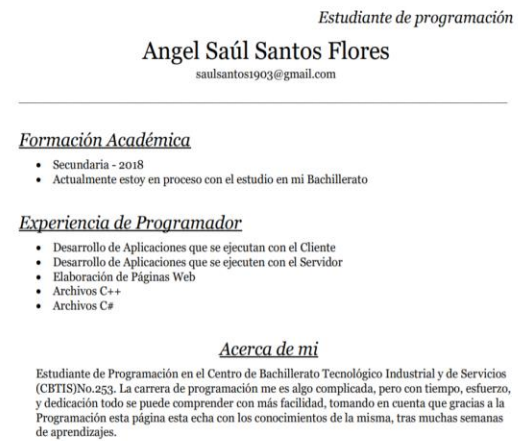 Estudiante de programación
Angel Saúl Santos Flores
saulsantos1903@gmail.com
Formación Académica
• Secundaria - 2018
• Actualmente estoy en proceso con el estudio en mi Bachillerato
Experiencia de Programador
• Desarrollo de Aplicaciones que se ejecutan con el Cliente
• Desarrollo de Aplicaciones que se ejecuten con el Servidor
• Elaboración de Páginas Web
• Archivos C++
• Archivos C#
Acerca de mi
Estudiante de Programación en el Centro de Bachillerato Tecnológico Industrial y de Servicios
(CBTIS)No.253. La carrera de programación me es algo complicada, pero con tiempo, esfuerzo,
y dedicación todo se puede comprender con más facilidad, tomando en cuenta que gracias a la
Programación esta página esta echa con los conocimientos de la misma, tras muchas semanas
de aprendizajes.